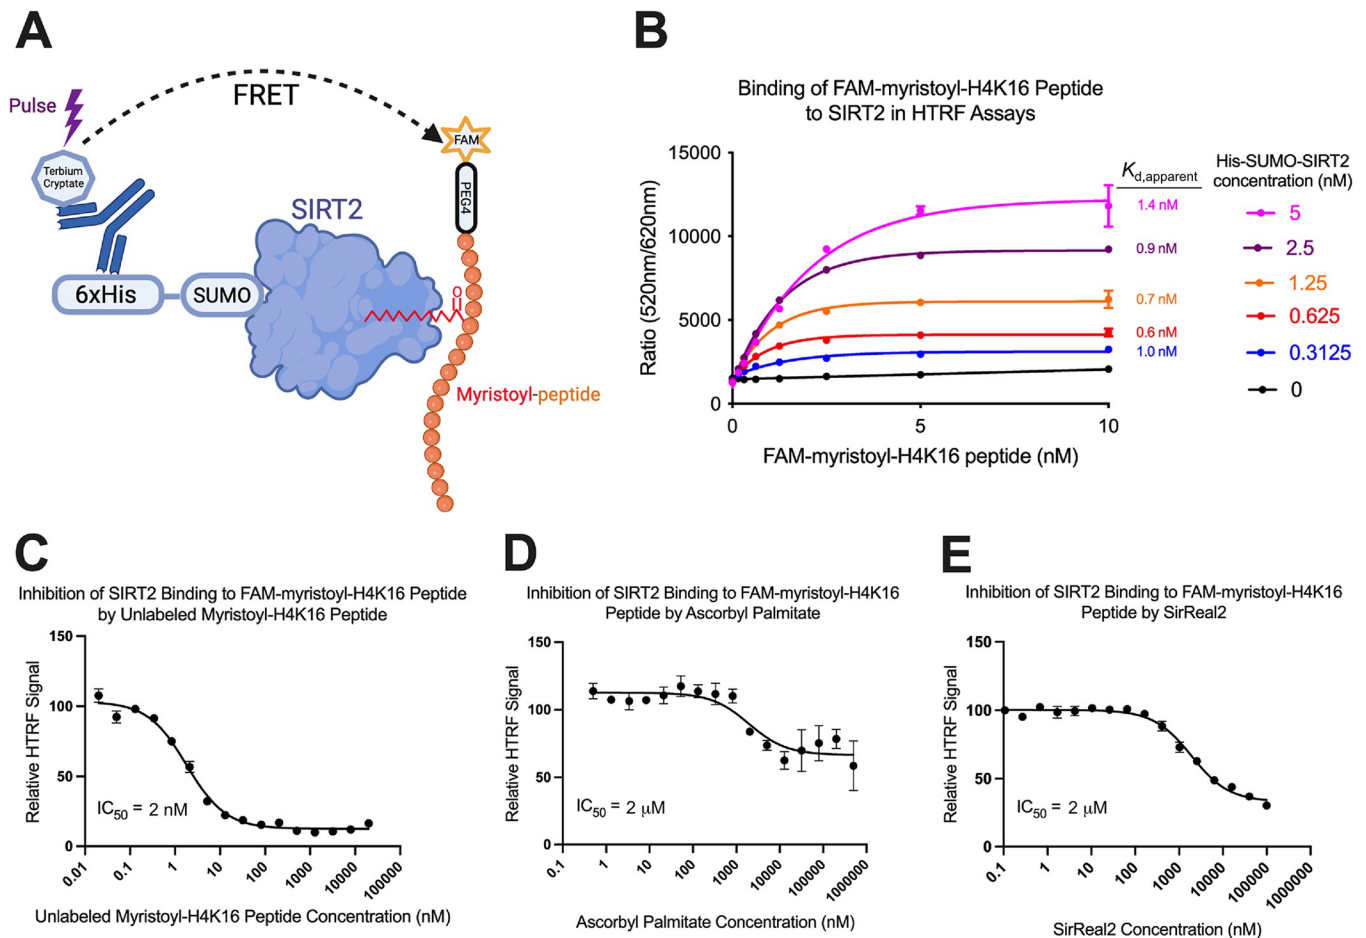 A
Pulse
FRET
FAM
Terbium
Cryptate
PEG4
SIRT2
6xHis
SUMO
O
Myristoyl-peptide
B
Binding of FAM-myristoyl-H4K16 Peptide
to SIRT2 in HTRF Assays
Ratio (520nm/620nm)
15000
10000
5000
0
0
5
10
FAM-myristoyl-H4K16 peptide (nM)
Kd,apparent
1.4 nM
0.9 nM
0.7 nM
0.6 nM
1.0 nM
His-SUMO-SIRT2
concentration (nM)
5
2.5
1.25
0.625
0.3125
0
C
Inhibition of SIRT2 Binding to FAM-myristoyl-H4K16 Peptide
by Unlabeled Myristoyl-H4K16 Peptide
Relative HTRF Signal
150
100
50
0
IC50 = 2 nM
0.01
0.1
1
10
100
1000
10000
100000
Unlabeled Myristoyl-H4K16 Peptide Concentration (nM)
D
Inhibition of SIRT2 Binding to FAM-myristoyl-H4K16
Peptide by Ascorbyl Palmitate
Relative HTRF Signal
150
100
50
0
IC50 = 2 μM
0.1
1
10
100
1000
10000
100000
1000000
Ascorbyl Palmitate Concentration (nM)
E
Inhibition of SIRT2 Binding to FAM-myristoyl-H4K16
Peptide by SirReal2
Relative HTRF Signal
150
100
50
0
IC50 = 2 μM
0.1
1
10
100
1000
10000
100000
1000000
SirReal2 Concentration (nM)